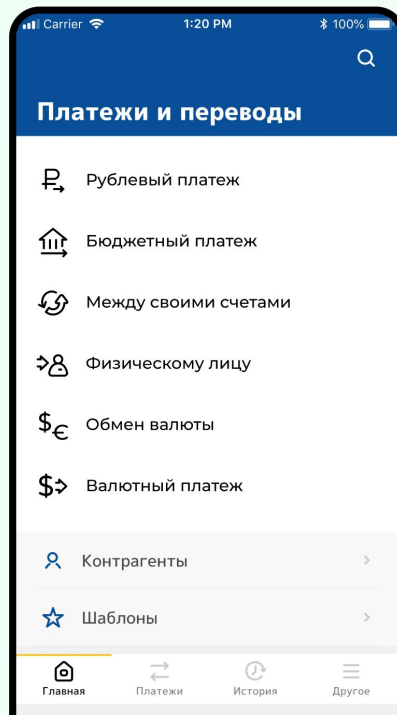 Carrier 1:20 PM 100%
Платежи и переводы
Рублевый платеж
Бюджетный платеж
Между своими счетами
Физическому лицу
Обмен валюты
Валютный платеж
Контрагенты
Шаблоны
Главная Платежи История Другое